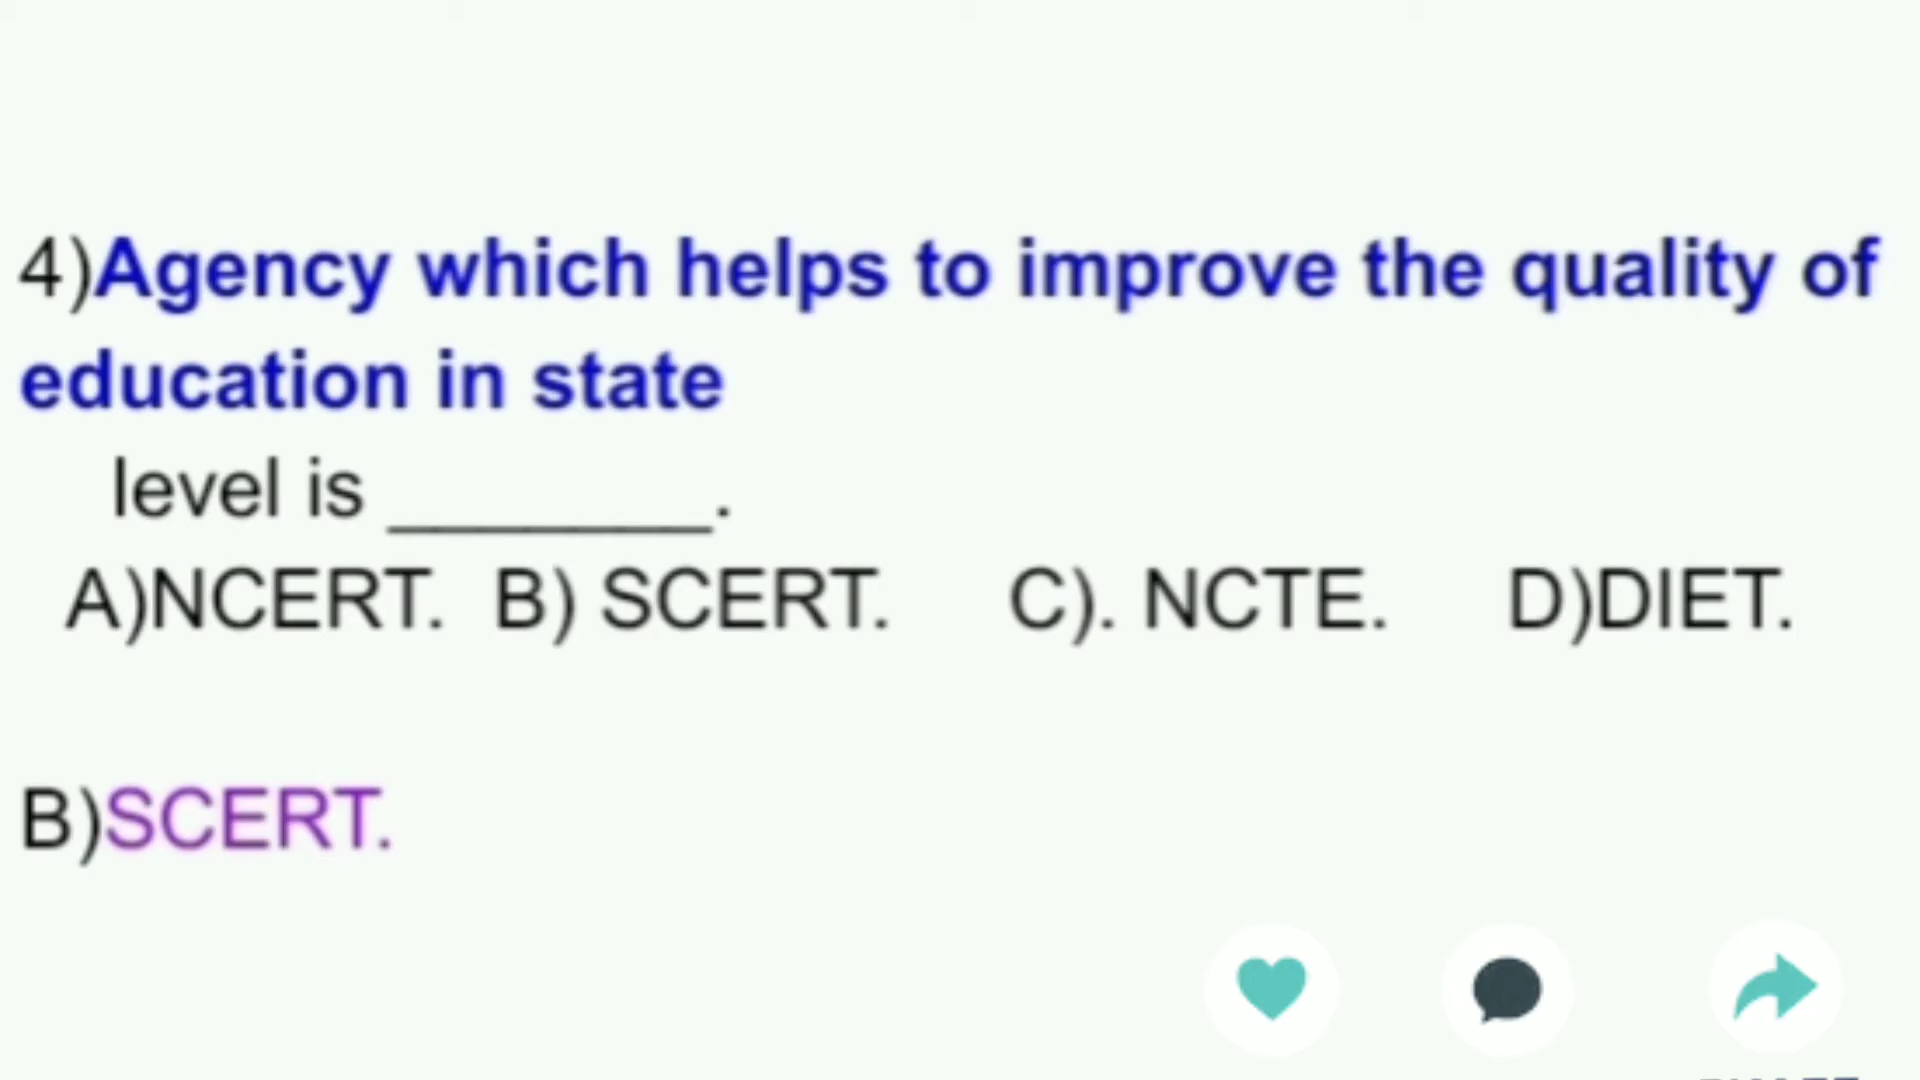 4)Agency which helps to improve the quality of
education in state
level is ________.
A)NCERT. B) SCERT. C). NCTE. D)DIET.
B)SCERT.